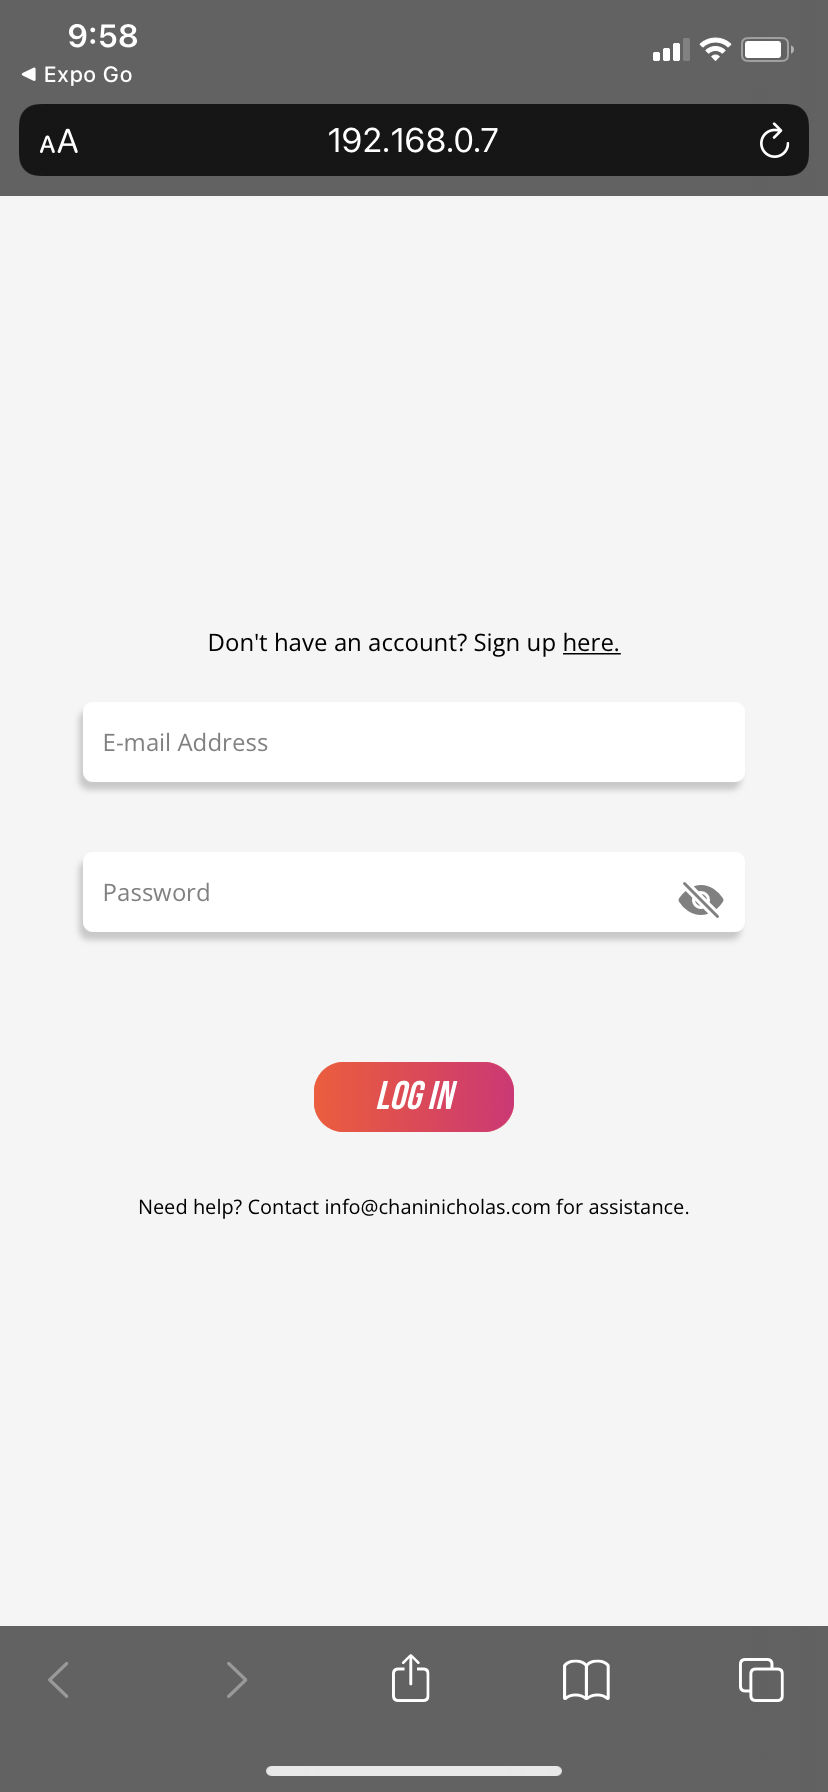 9:58
◀ Expo Go
AA
192.168.0.7
Don't have an account? Sign up here.
E-mail Address
Password
LOG IN
Need help? Contact info@chaninicholas.com for assistance.